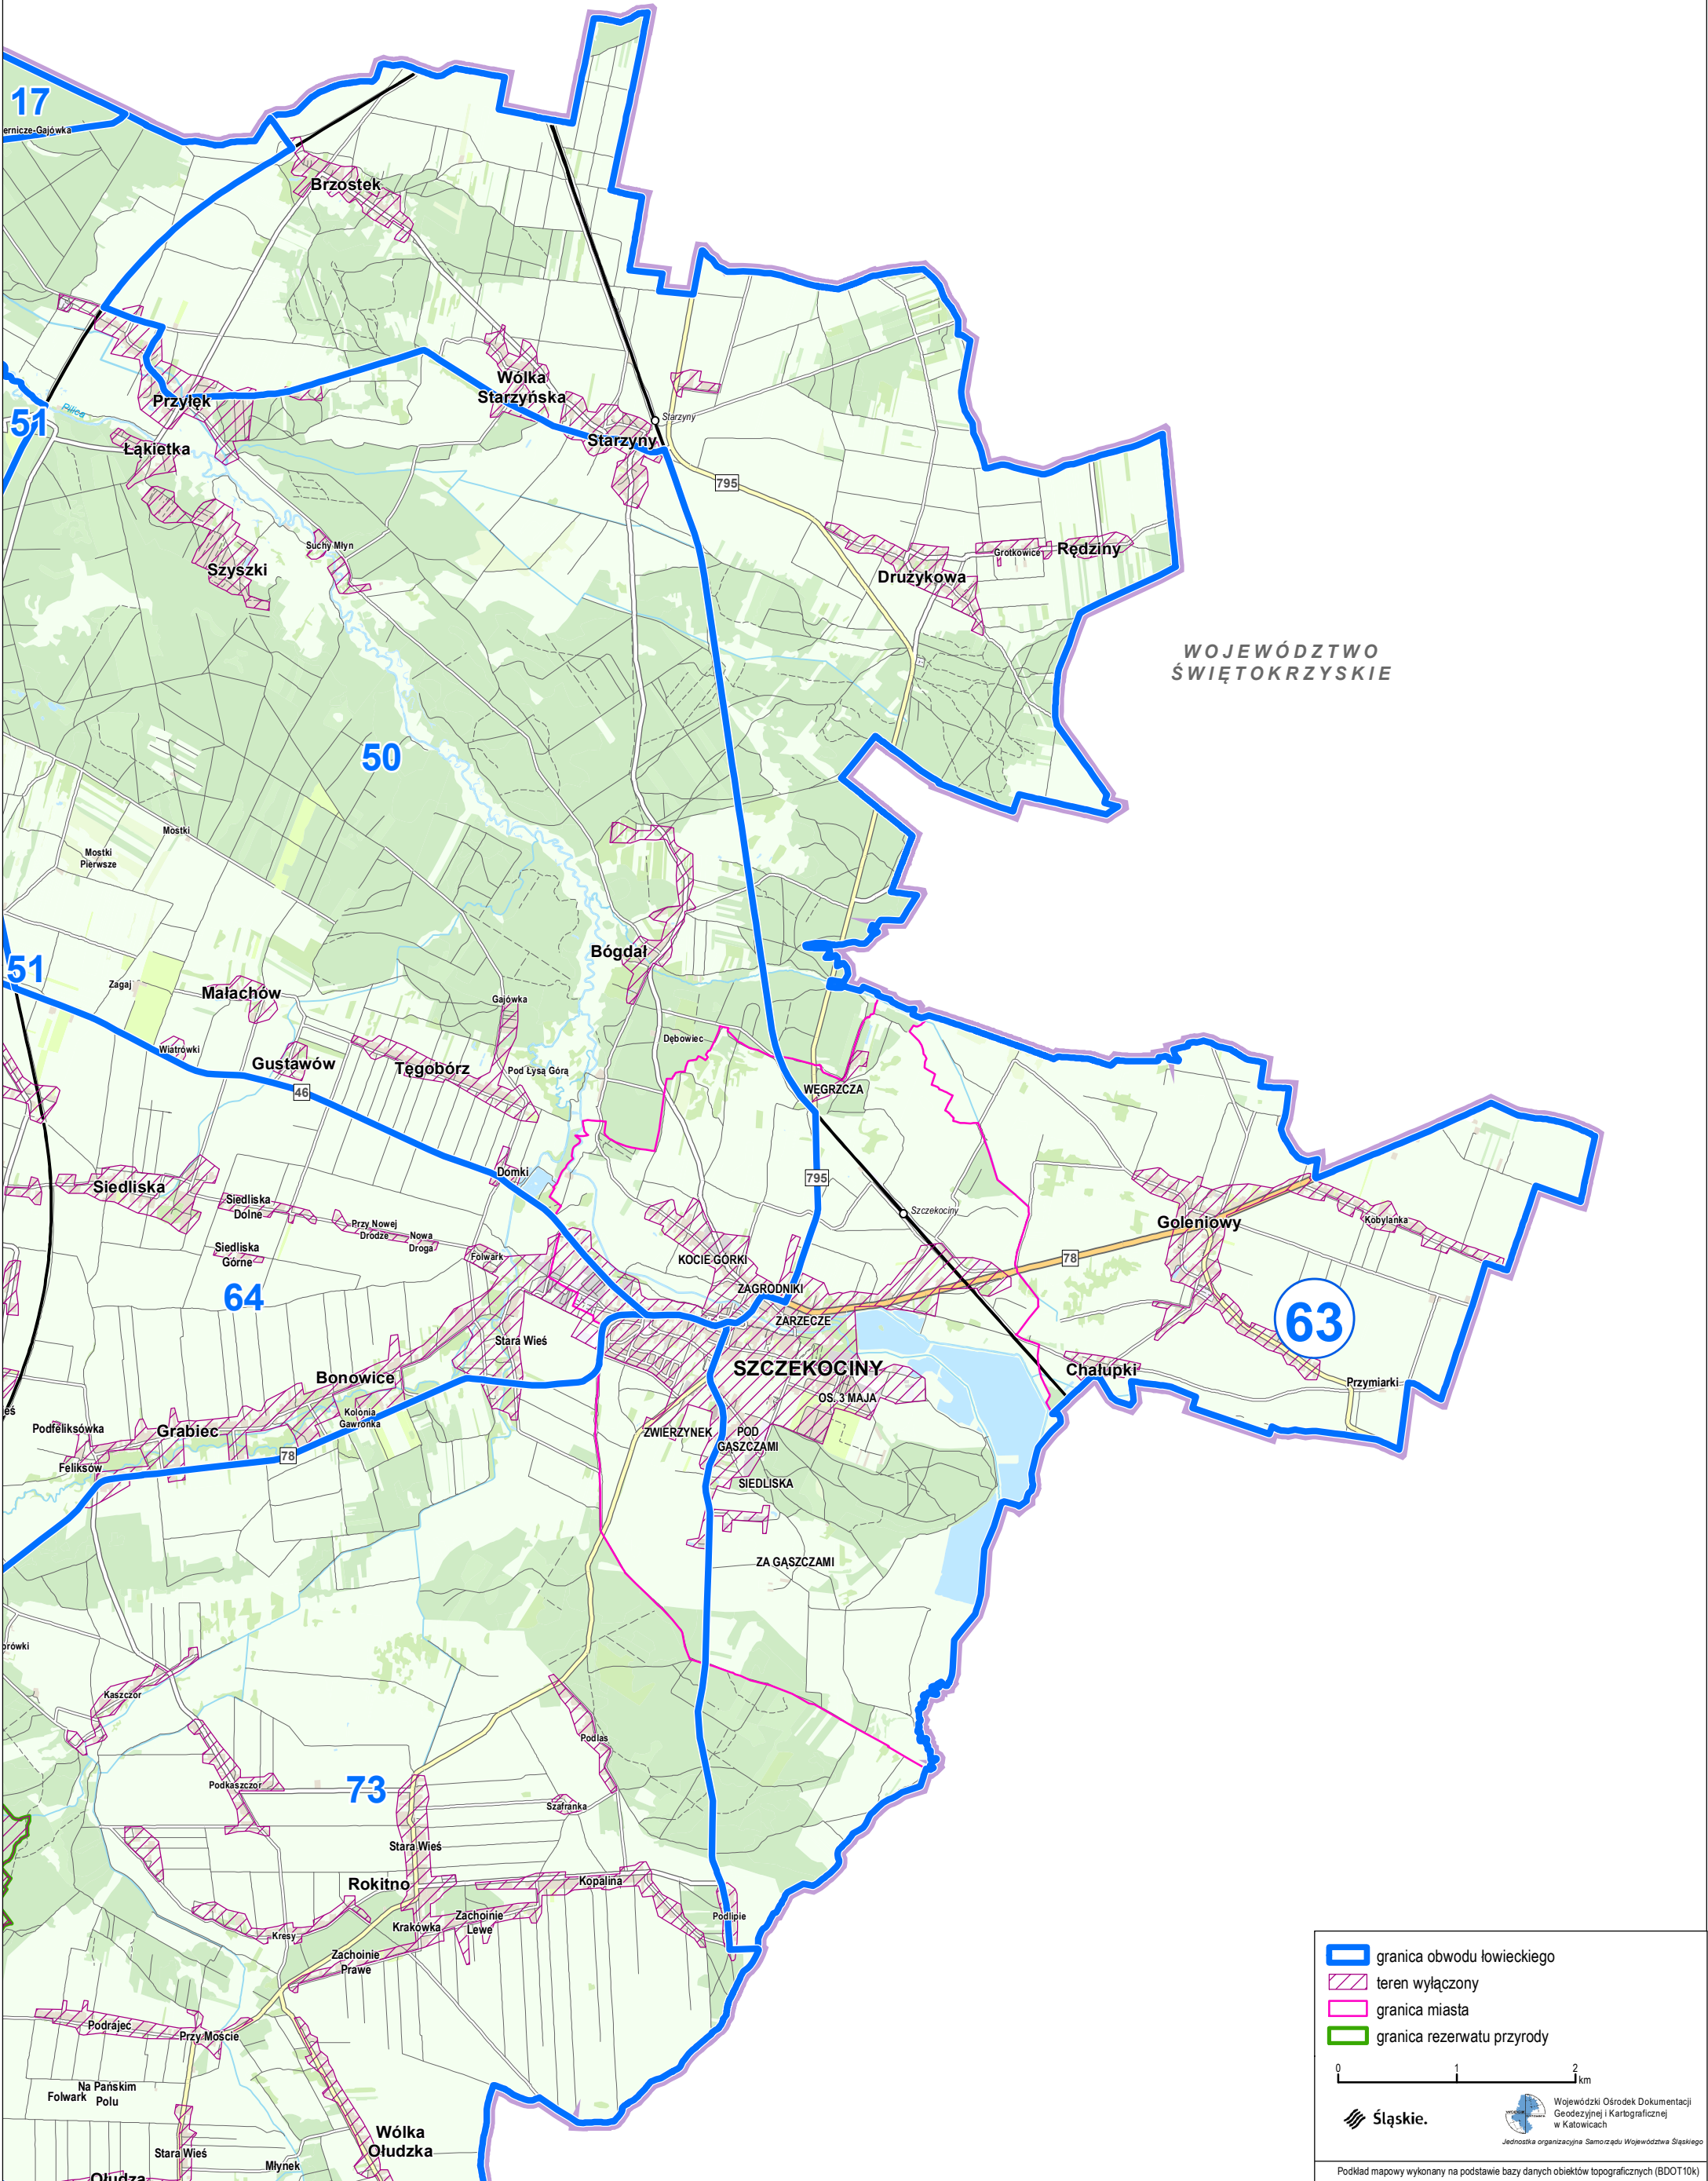 17
ernicze-Gajówka
Brzostek
Wólka
Starzyńska
Przyłęk
51
Pilica
Starzyny
Starzyny
Łąkietka
795
Suchy Młyn
Szyszki
Grotkowice
Rędziny
Drużykowa
WOJEWÓDZTWO
ŚWIĘTOKRZYSKIE
50
Mostki
Mostki
Pierwsze
Bógdał
51
Zagaj
Małachów
Gajówka
Dębowiec
Wiatrówki
Gustawów
Tęgobórz
Pod Łysą Górą
46
WĘGRZCZA
Siedliska
Domki
795
Siedliska
Dolne
Szczekociny
Przy Nowej
Drodze
Nowa
Droga
Goleniowy
Kobylanka
Siedliska
Górne
Folwark
KOCIE GÓRKI
78
64
ZAGRODNIKI
63
ZARZECZE
Stara Wieś
SZCZEKOCINY
Chałupki
Bonowice
OS. 3 MAJA
Przymiarki
eś
Kolonia
Gawronka
Podfeliksówka
Grabiec
ZWIERZYNEK
POD
GĄSZCZAMI
78
Feliksów
SIEDLISKA
ZA GĄSZCZAMI
orówki
Kaszczor
Podlas
Podkaszczor
73
Szafranka
Stara Wieś
Rokitno
Kopalina
Zachoinie
Lewe
Podlipie
Krakówka
Kresy
Zachoinie
Prawe
Podrajec
Przy Moście
Na Pańskim
Polu
Folwark
Wólka
Ołudzka
Stara Wieś
Młynek
Ołudza
granica obwodu łowieckiego
teren wyłączony
granica miasta
granica rezerwatu przyrody
0 1 2
km
Śląskie.
Wojewódzki Ośrodek Dokumentacji
Geodezyjnej i Kartograficznej
w Katowicach
Jednostka organizacyjna Samorządu Województwa Śląskiego
Podkład mapowy wykonany na podstawie bazy danych obiektów topograficznych (BDOT10k)